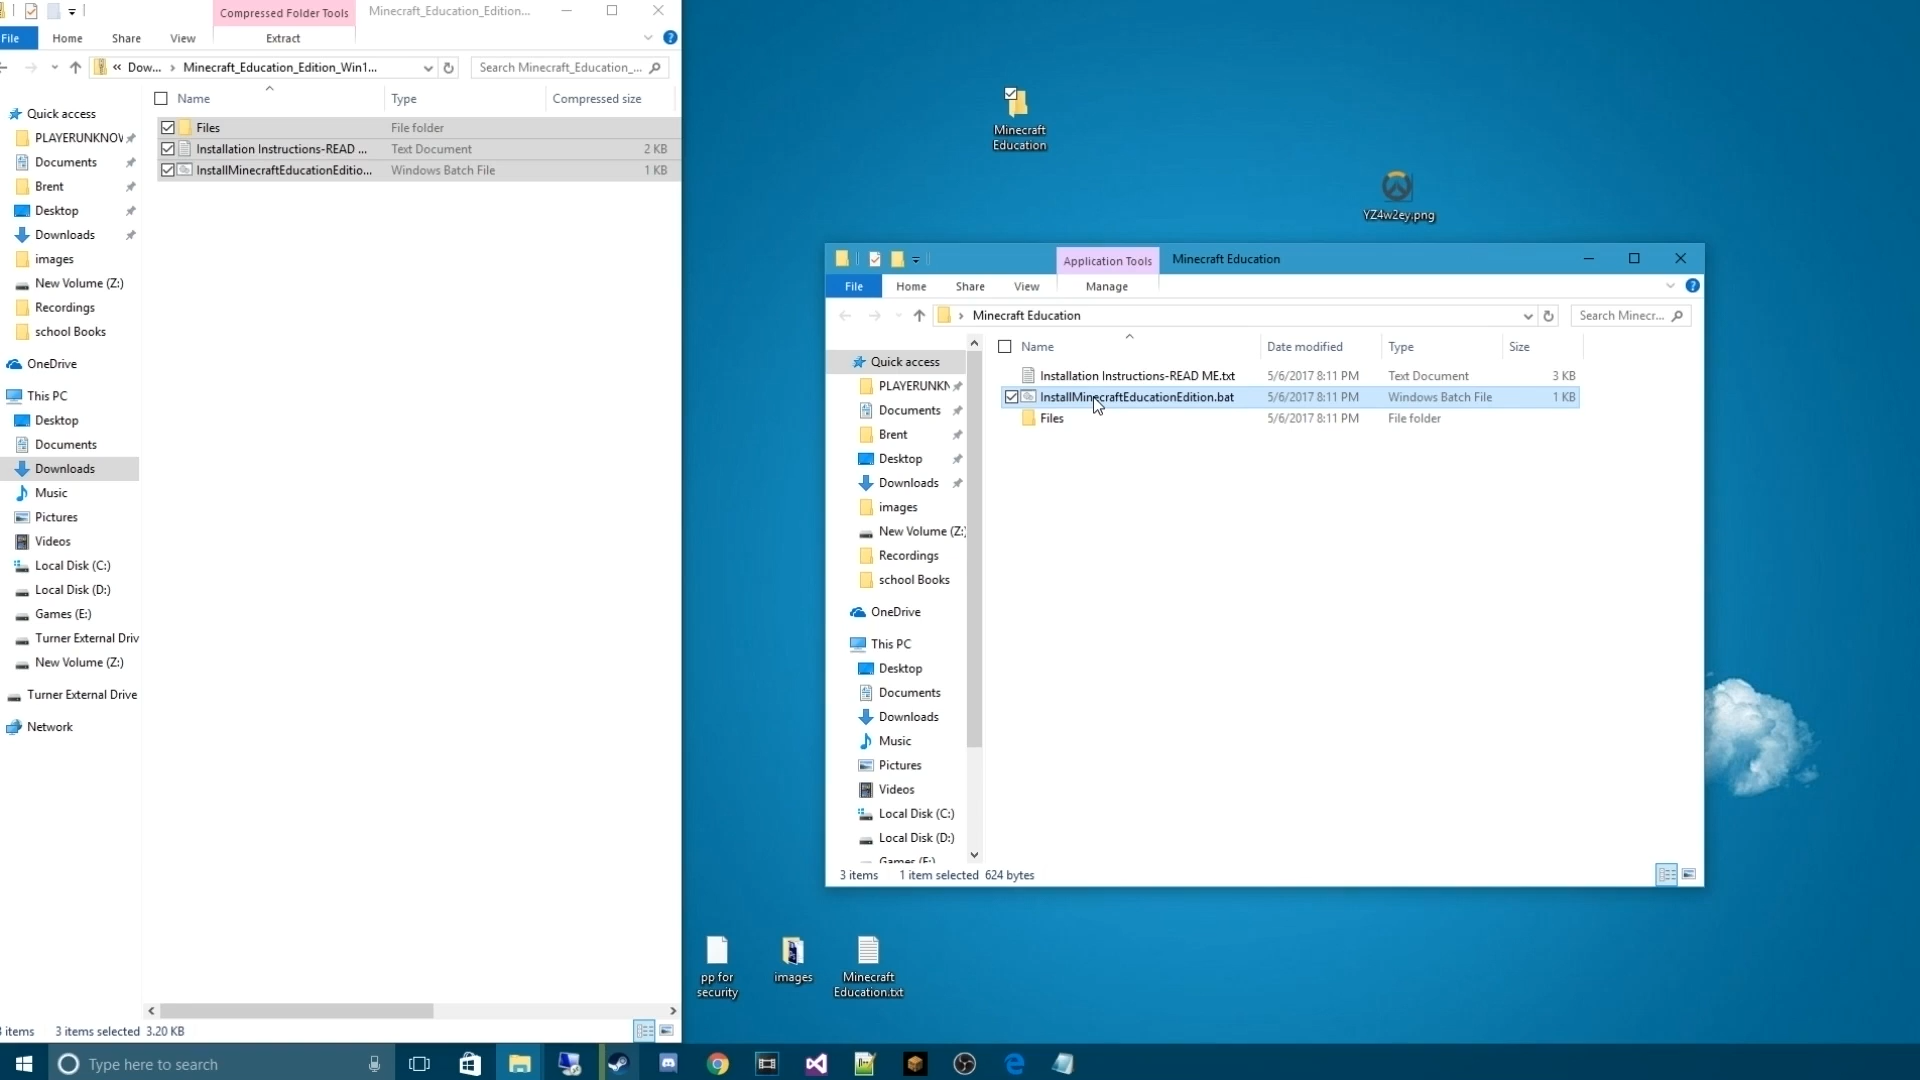 Compressed Folder Tools
Minecraft_Education_Edition...
File
Home
Share
View
Extract
Dow...
Minecraft_Education_Edition_Win1...
Search Minecraft_Education_...
Name
Type
Compressed size
Files
File folder
Installation Instructions-READ ...
Text Document
2 KB
InstallMinecraftEducationEditio...
Windows Batch File
1 KB
Quick access
Documents
Brent
Desktop
Downloads
images
New Volume (Z:)
Recordings
school Books
OneDrive
This PC
Desktop
Documents
Downloads
Music
Pictures
Videos
Local Disk (C:)
Local Disk (D:)
Games (E:)
Turner External Driv
New Volume (Z:)
Turner External Drive
Network
items
3 items selected 3.20 KB
Minecraft
Education
YZ4w2ey.png
Application Tools
Minecraft Education
File
Home
Share
View
Manage
Minecraft Education
Search Minecr...
Name
Date modified
Type
Size
Installation Instructions-READ ME.txt
5/6/2017 8:11 PM
Text Document
3 KB
InstallMinecraftEducationEdition.bat
5/6/2017 8:11 PM
Windows Batch File
1 KB
Files
5/6/2017 8:11 PM
File folder
Quick access
PLAYERUNKN
Documents
Brent
Desktop
Downloads
images
New Volume (Z:)
Recordings
school Books
OneDrive
This PC
Desktop
Documents
Downloads
Music
Pictures
Videos
Local Disk (C:)
Local Disk (D:)
Games (E:)
3 items
1 item selected 624 bytes
pp for
security
images
Minecraft
Education.txt
Type here to search